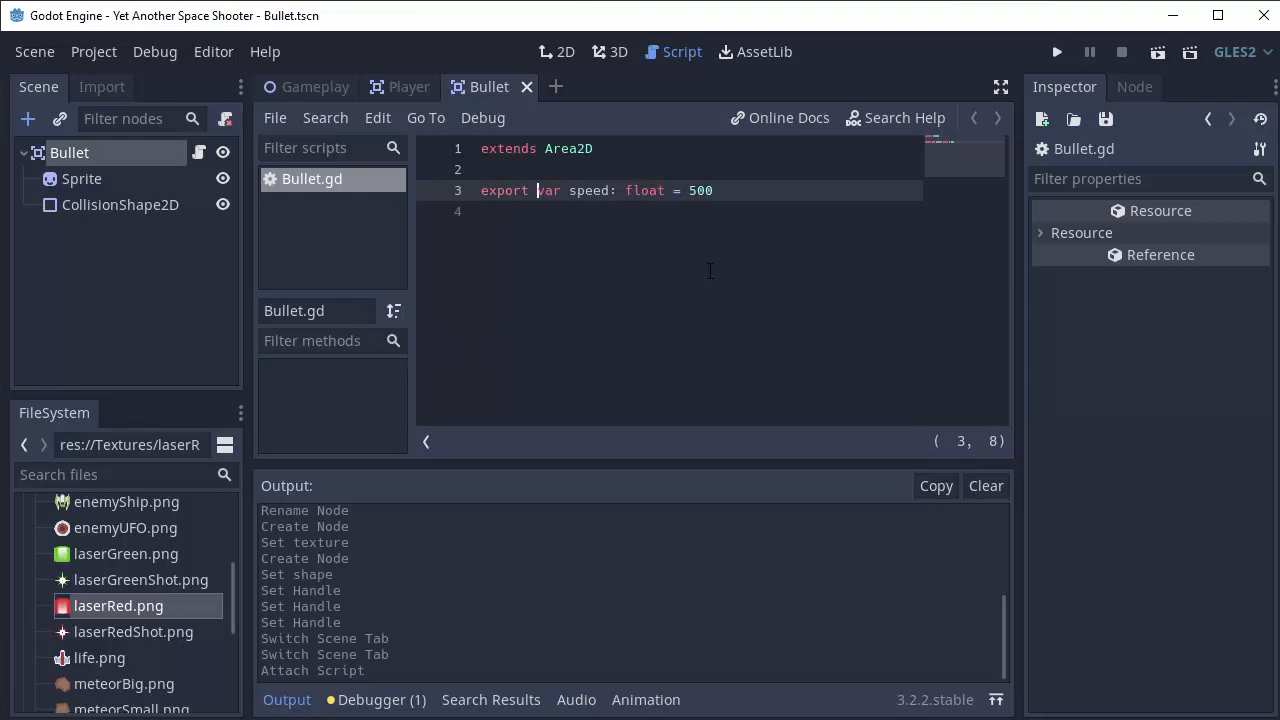 Godot Engine - Yet Another Space Shooter - Bullet.tscn
Scene Project Debug Editor Help
2D 3D Script AssetLib
GLES2
Scene Import
Filter nodes
Bullet
Sprite
CollisionShape2D
FileSystem
res://Textures/laserR
Search files
enemyShip.png
enemyUFO.png
laserGreen.png
laserGreenShot.png
laserRed.png
laserRedShot.png
life.png
meteorBig.png
meteorSmall.png
Gameplay Player Bullet
File Search Edit Go To Debug
Online Docs Search Help
Filter scripts
Bullet.gd
Bullet.gd
Filter methods
1 extends Area2D
2
3 export var speed: float = 500
4
( 3, 8)
Output:
Copy Clear
Rename Node
Create Node
Set texture
Create Node
Set shape
Set Handle
Set Handle
Set Handle
Switch Scene Tab
Switch Scene Tab
Attach Script
Output Debugger (1) Search Results Audio Animation
3.2.2.stable
Inspector Node
Bullet.gd
Filter properties
Resource
Resource
Reference